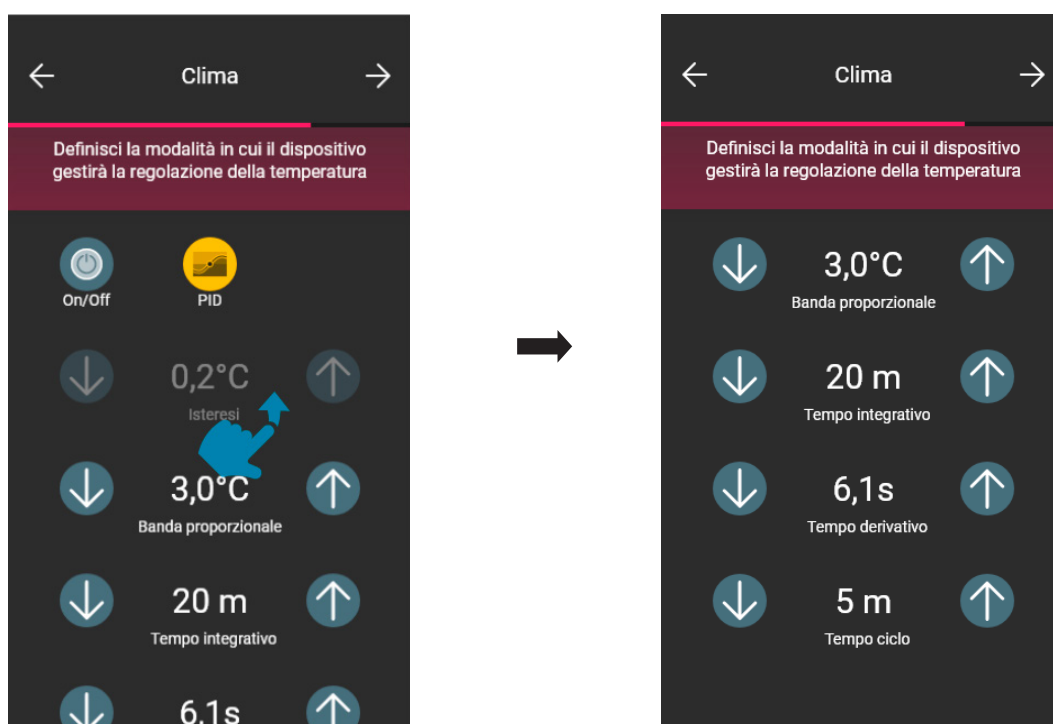 Clima
Definisci la modalità in cui il dispositivo
gestirà la regolazione della temperatura
On/Off
PID
0,2°C
Isteresi
3,0°C
Banda proporzionale
20 m
Tempo integrativo
6,1s
Clima
Definisci la modalità in cui il dispositivo
gestirà la regolazione della temperatura
3,0°C
Banda proporzionale
20 m
Tempo integrativo
6,1s
Tempo derivativo
5 m
Tempo ciclo